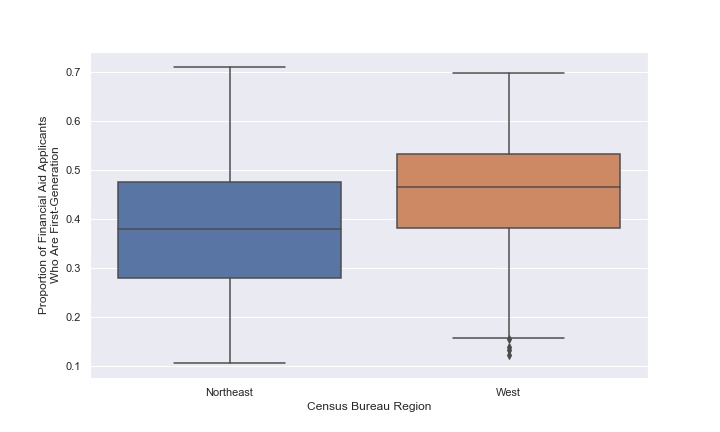 0.7
0.6
0.5
0.4
0.3
0.2
0.1
Proportion of Financial Aid Applicants
Who Are First-Generation
Northeast
West
Census Bureau Region